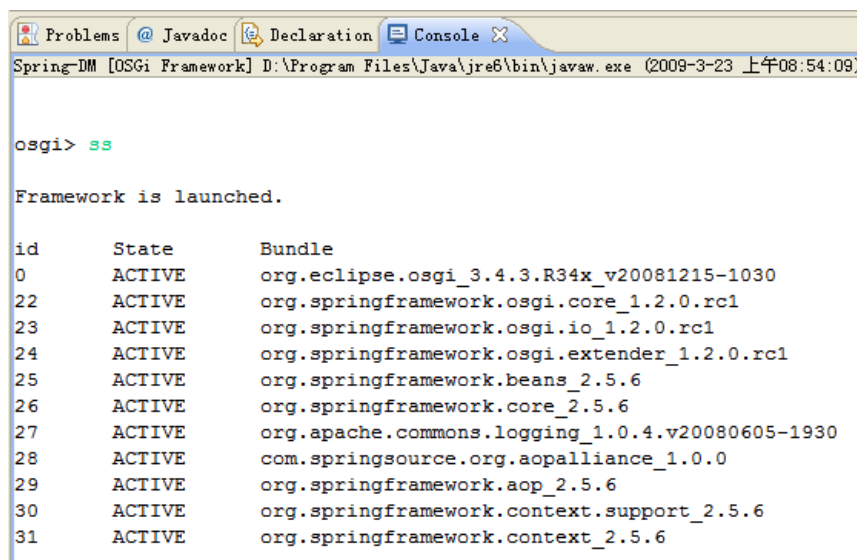 Problems @ Javadoc Declaration Console
Spring-DM [OSGi Framework] D:\Program Files\Java\jre6\bin\javaw.exe (2009-3-23 上午08:54:09)
osgi> ss
Framework is launched.
id State Bundle
0 ACTIVE org.eclipse.osgi_3.4.3.R34x_v20081215-1030
22 ACTIVE org.springframework.osgi.core_1.2.0.rc1
23 ACTIVE org.springframework.osgi.io_1.2.0.rc1
24 ACTIVE org.springframework.osgi.extender_1.2.0.rc1
25 ACTIVE org.springframework.beans_2.5.6
26 ACTIVE org.springframework.core_2.5.6
27 ACTIVE org.apache.commons.logging_1.0.4.v20080605-1930
28 ACTIVE com.springsource.org.aopalliance_1.0.0
29 ACTIVE org.springframework.aop_2.5.6
30 ACTIVE org.springframework.context.support_2.5.6
31 ACTIVE org.springframework.context_2.5.6